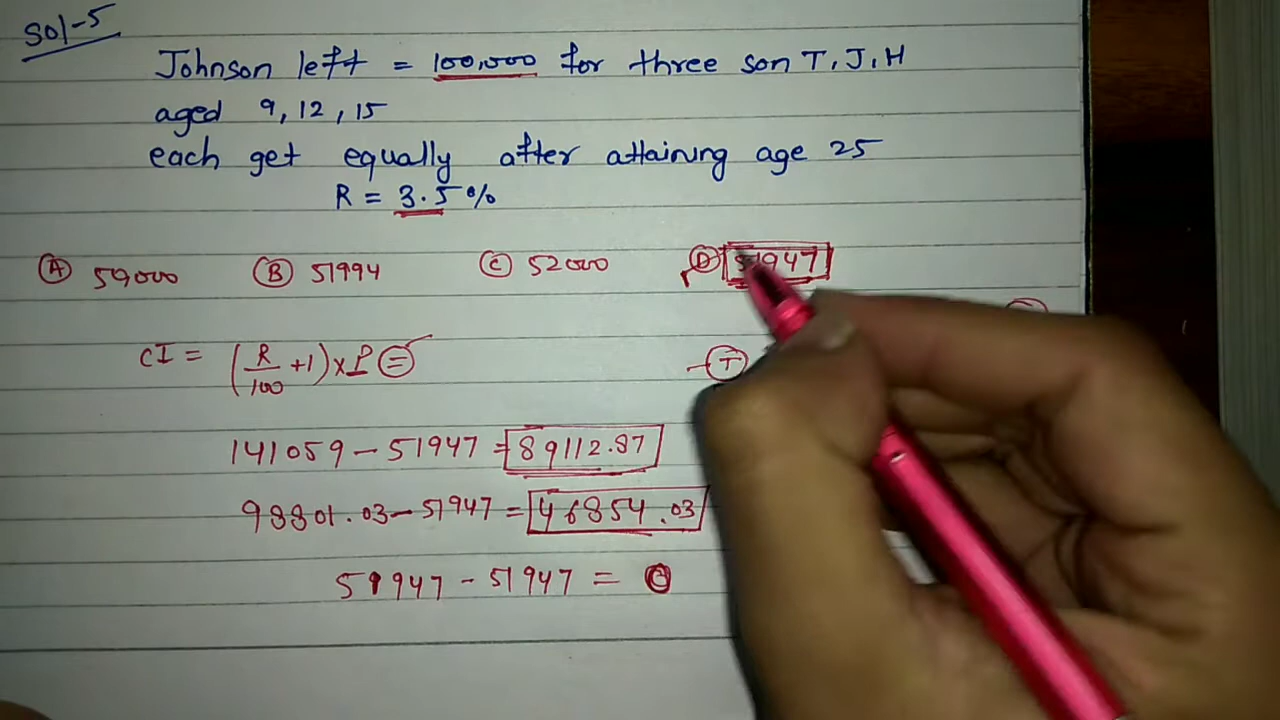 Sol-5
Johnson left = 100,000 for three son T, J, H
aged 9, 12, 15
each get equally after attaining age 25
R = 3.5%
(A) 59000 (B) 51994 (C) 52000 (D) 51947
CI = (R/100 +1) × P =
T
141059 - 51947 = 89112.87
98801.03 - 51947 = 46854.03
51947 - 51947 = 0